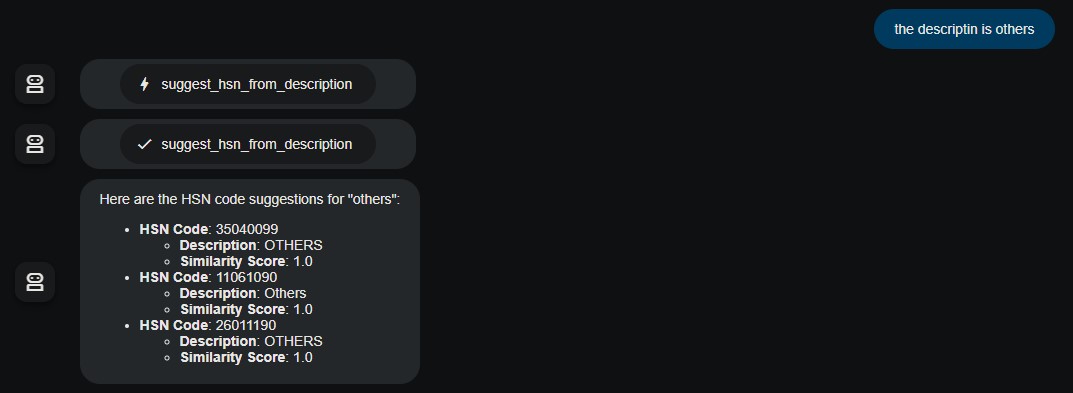 the descriptin is others
suggest_hsn_from_description
suggest_hsn_from_description
Here are the HSN code suggestions for "others":
• HSN Code: 35040099
◦ Description: OTHERS
◦ Similarity Score: 1.0
• HSN Code: 11061090
◦ Description: Others
◦ Similarity Score: 1.0
• HSN Code: 26011190
◦ Description: OTHERS
◦ Similarity Score: 1.0